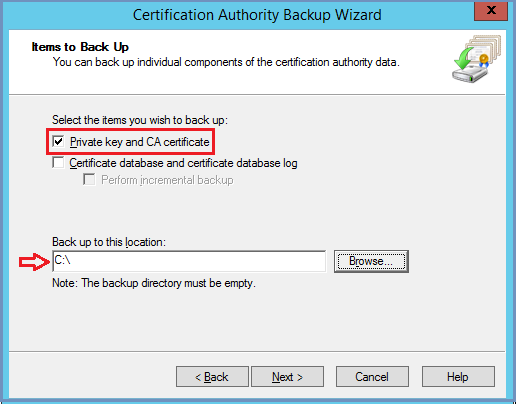 Certification Authority Backup Wizard
X
Items to Back Up
You can back up individual components of the certification authority data.
Select the items you wish to back up:
Private key and CA certificate
Certificate database and certificate database log
Perform incremental backup
Back up to this location:
C:\
Browse...
Note: The backup directory must be empty.
< Back Next > Cancel Help